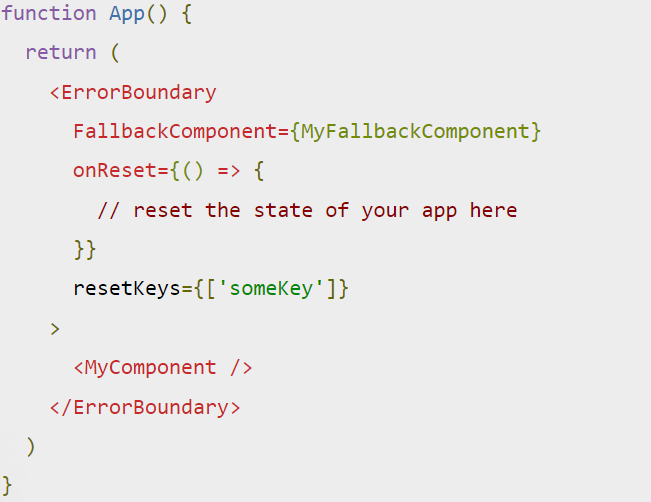 function App() {
  return (
    <ErrorBoundary
      FallbackComponent={MyFallbackComponent}
      onReset={() => {
        // reset the state of your app here
      }}
      resetKeys={['someKey']}
    >
      <MyComponent />
    </ErrorBoundary>
  )
}